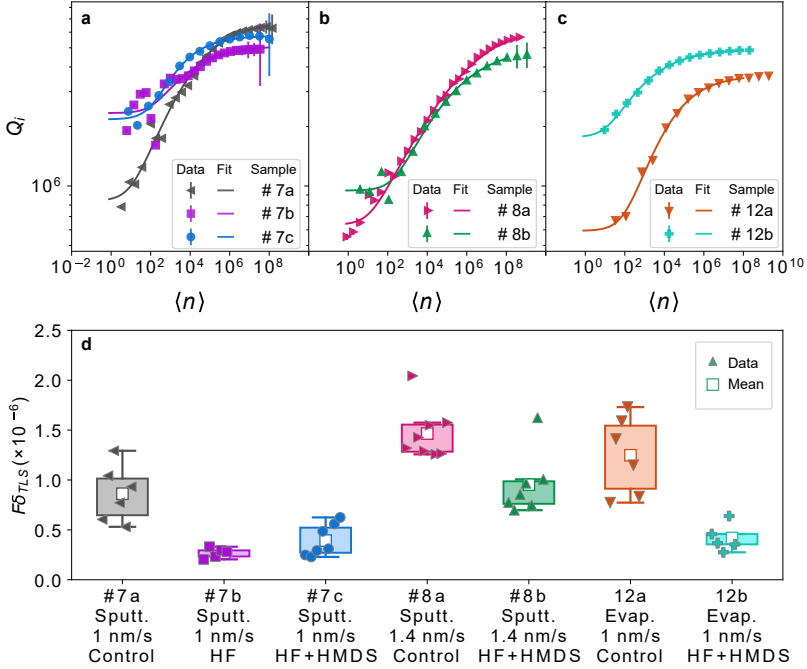 a
b
c
Q_i
10^6
Data Fit Sample
# 7a
# 7b
# 7c
Data Fit Sample
# 8a
# 8b
Data Fit Sample
# 12a
# 12b
10^−2 10^0 10^2 10^4 10^6 10^8
10^0 10^2 10^4 10^6 10^8
10^0 10^2 10^4 10^6 10^8 10^10
⟨n⟩
⟨n⟩
⟨n⟩
d
Data
Mean
Fδ_TLS (×10^−6)
2.5
2.0
1.5
1.0
0.5
0.0
#7a
Sputt.
1 nm/s
Control
#7b
Sputt.
1 nm/s
HF
#7c
Sputt.
1 nm/s
HF+HMDS
#8a
Sputt.
1.4 nm/s
Control
#8b
Sputt.
1.4 nm/s
HF+HMDS
12a
Evap.
1 nm/s
Control
12b
Evap.
1 nm/s
HF+HMDS